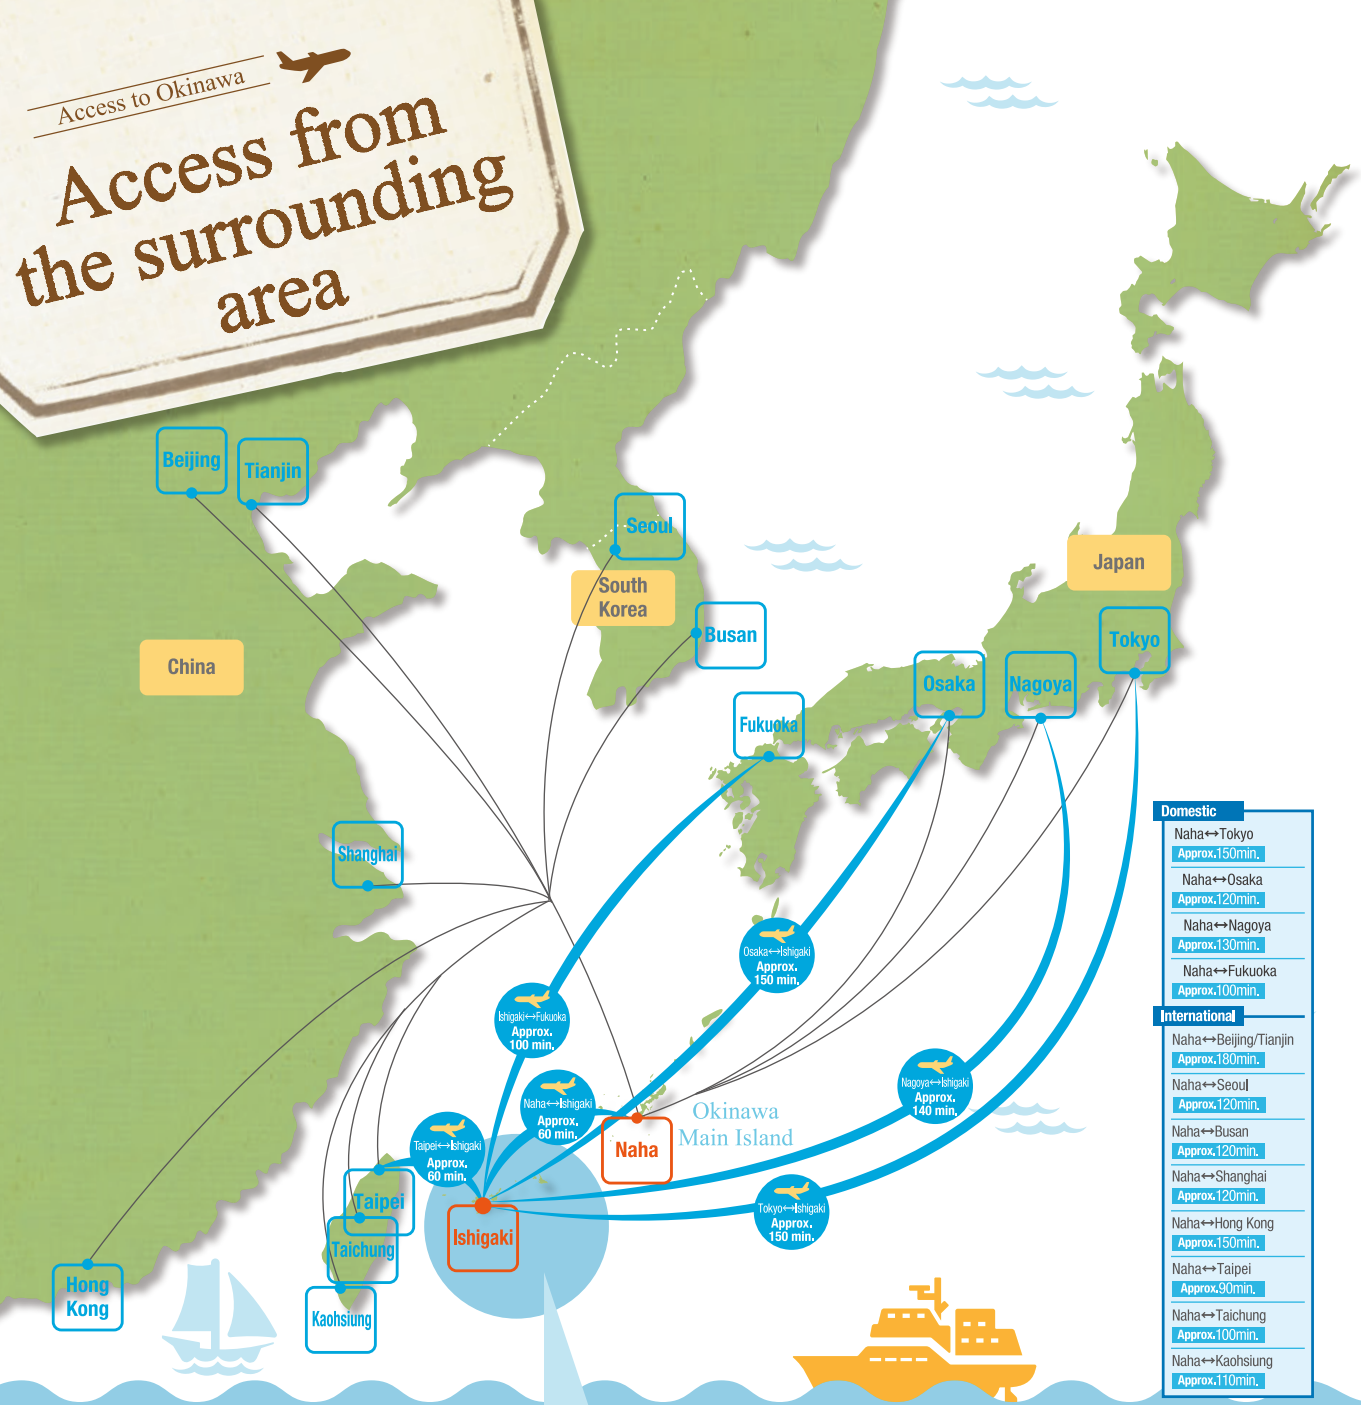 Access to Okinawa
Access from
the surrounding
area
Beijing
Tianjin
Seoul
South
Korea
Busan
Japan
China
Tokyo
Osaka
Nagoya
Fukuoka
Shanghai
Osaka↔Ishigaki
Approx.
150 min.
Ishigaki↔Fukuoka
Approx.
100 min.
Naha↔Ishigaki
Approx.
60 min.
Nagoya↔Ishigaki
Approx.
140 min.
Taipei↔Ishigaki
Approx.
60 min.
Tokyo↔Ishigaki
Approx.
150 min.
Okinawa
Main Island
Naha
Ishigaki
Taipei
Taichung
Kaohsiung
Hong
Kong
Domestic
Naha↔Tokyo
Approx.150min.
Naha↔Osaka
Approx.120min.
Naha↔Nagoya
Approx.130min.
Naha↔Fukuoka
Approx.100min.
International
Naha↔Beijing/Tianjin
Approx.180min.
Naha↔Seoul
Approx.120min.
Naha↔Busan
Approx.120min.
Naha↔Shanghai
Approx.120min.
Naha↔Hong Kong
Approx.150min.
Naha↔Taipei
Approx.90min.
Naha↔Taichung
Approx.100min.
Naha↔Kaohsiung
Approx.110min.